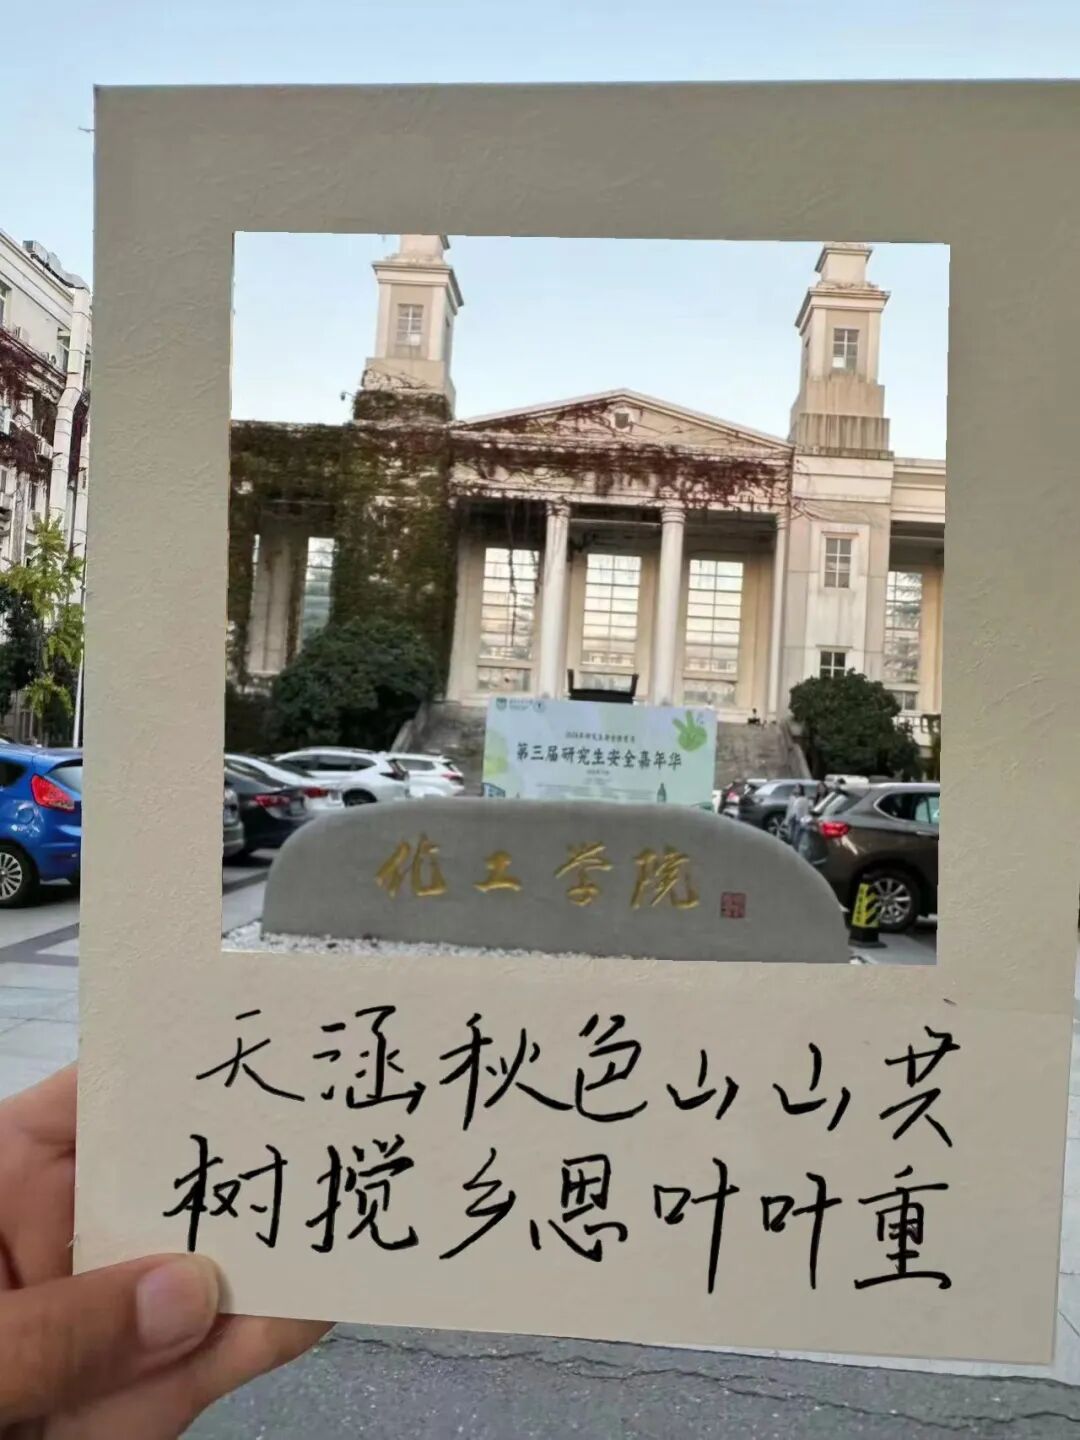 第三届研究生安全嘉年华
化工学院
天涵秋色山山共
树搅乡思叶叶重